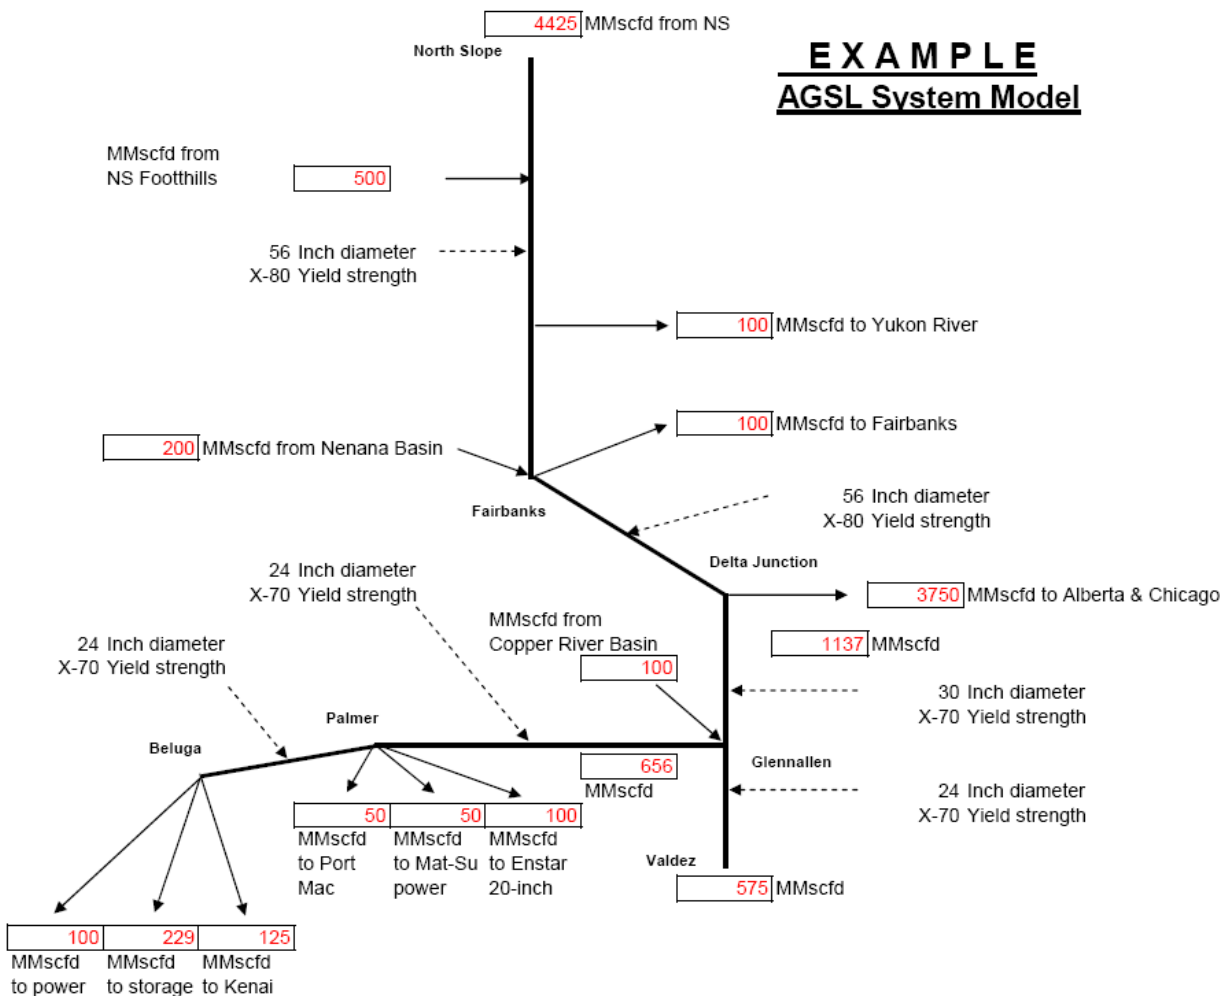 4425 MMscfd from NS
North Slope
E X A M P L E
AGSL System Model
MMscfd from
NS Footthills
500
56 Inch diameter
X-80 Yield strength
100 MMscfd to Yukon River
100 MMscfd to Fairbanks
200 MMscfd from Nenana Basin
Fairbanks
56 Inch diameter
X-80 Yield strength
Delta Junction
24 Inch diameter
X-70 Yield strength
3750 MMscfd to Alberta & Chicago
MMscfd from
Copper River Basin
100
1137 MMscfd
24 Inch diameter
X-70 Yield strength
30 Inch diameter
X-70 Yield strength
Palmer
Beluga
656
MMscfd
Glennallen
24 Inch diameter
X-70 Yield strength
50
MMscfd
to Port
Mac
50
MMscfd
to Mat-Su
power
100
MMscfd
to Enstar
20-inch
Valdez
575 MMscfd
100
MMscfd
to power
229
MMscfd
to storage
125
MMscfd
to Kenai